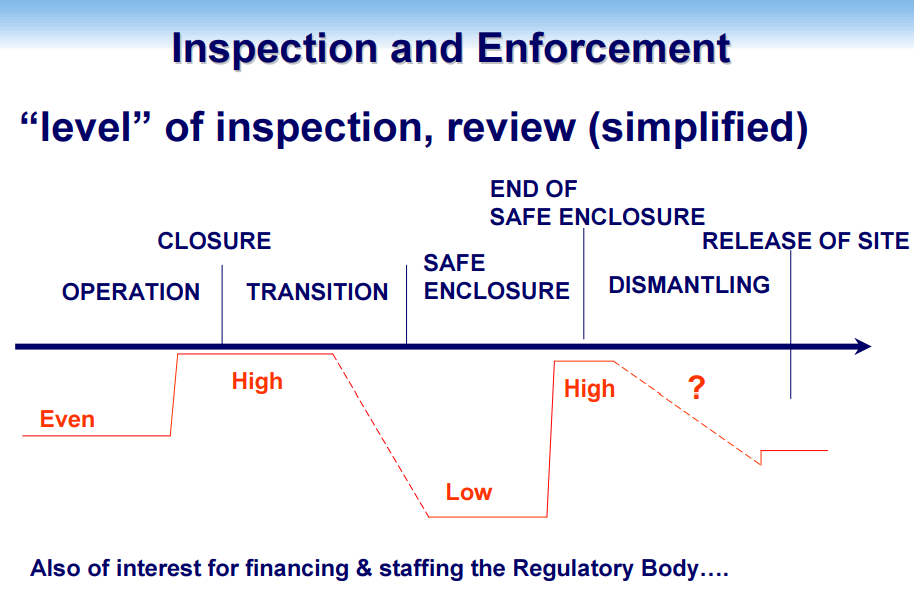 Inspection and Enforcement
“level” of inspection, review (simplified)
END OF
SAFE ENCLOSURE
CLOSURE
RELEASE OF SITE
OPERATION
TRANSITION
SAFE
ENCLOSURE
DISMANTLING
Even
High
Low
High
?
Also of interest for financing & staffing the Regulatory Body….